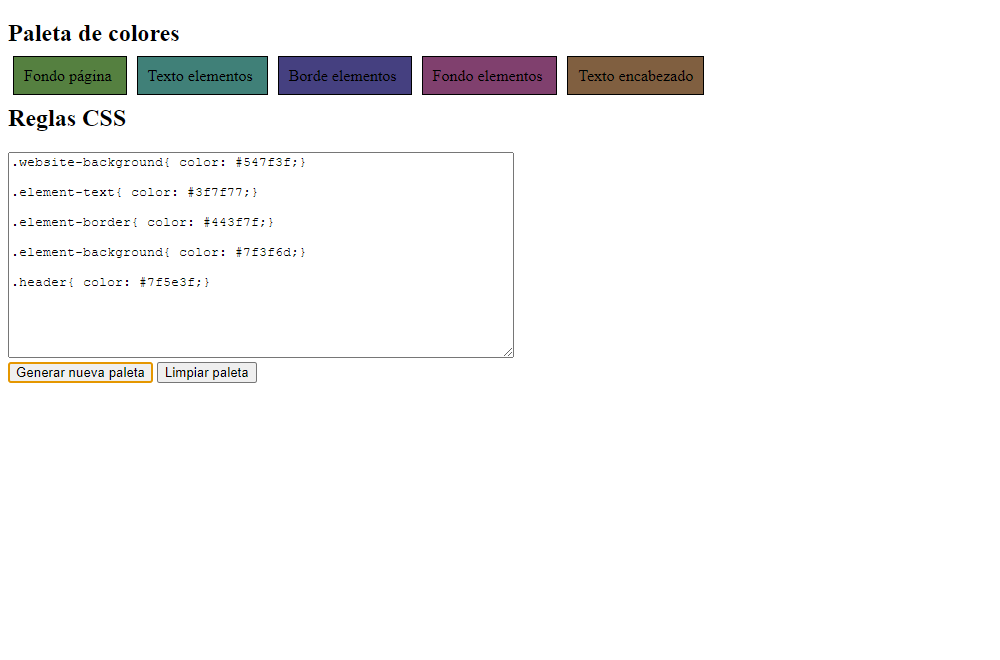 Paleta de colores
Fondo página Texto elementos Borde elementos Fondo elementos Texto encabezado
Reglas CSS
.website-background{ color: #547f3f;}
.element-text{ color: #3f7f77;}
.element-border{ color: #443f7f;}
.element-background{ color: #7f3f6d;}
.header{ color: #7f5e3f;}
Generar nueva paleta Limpiar paleta